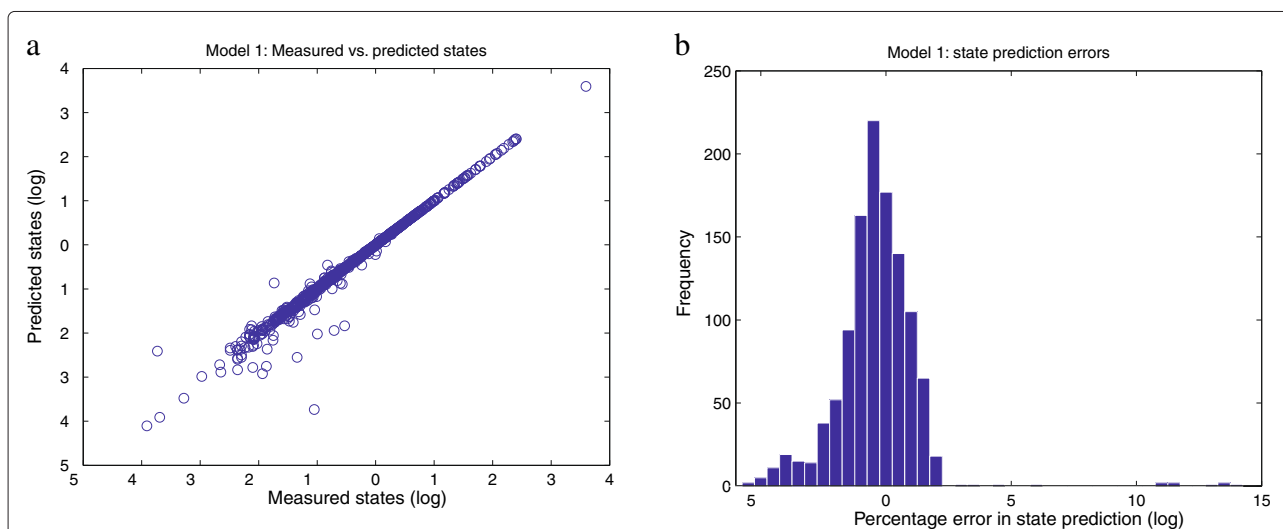 a
Model 1: Measured vs. predicted states
4
3
2
1
0
1
2
3
4
5
Predicted states (log)
5 4 3 2 1 0 1 2 3 4
Measured states (log)
b
Model 1: state prediction errors
250
200
150
100
50
0
Frequency
5 0 5 10 15
Percentage error in state prediction (log)